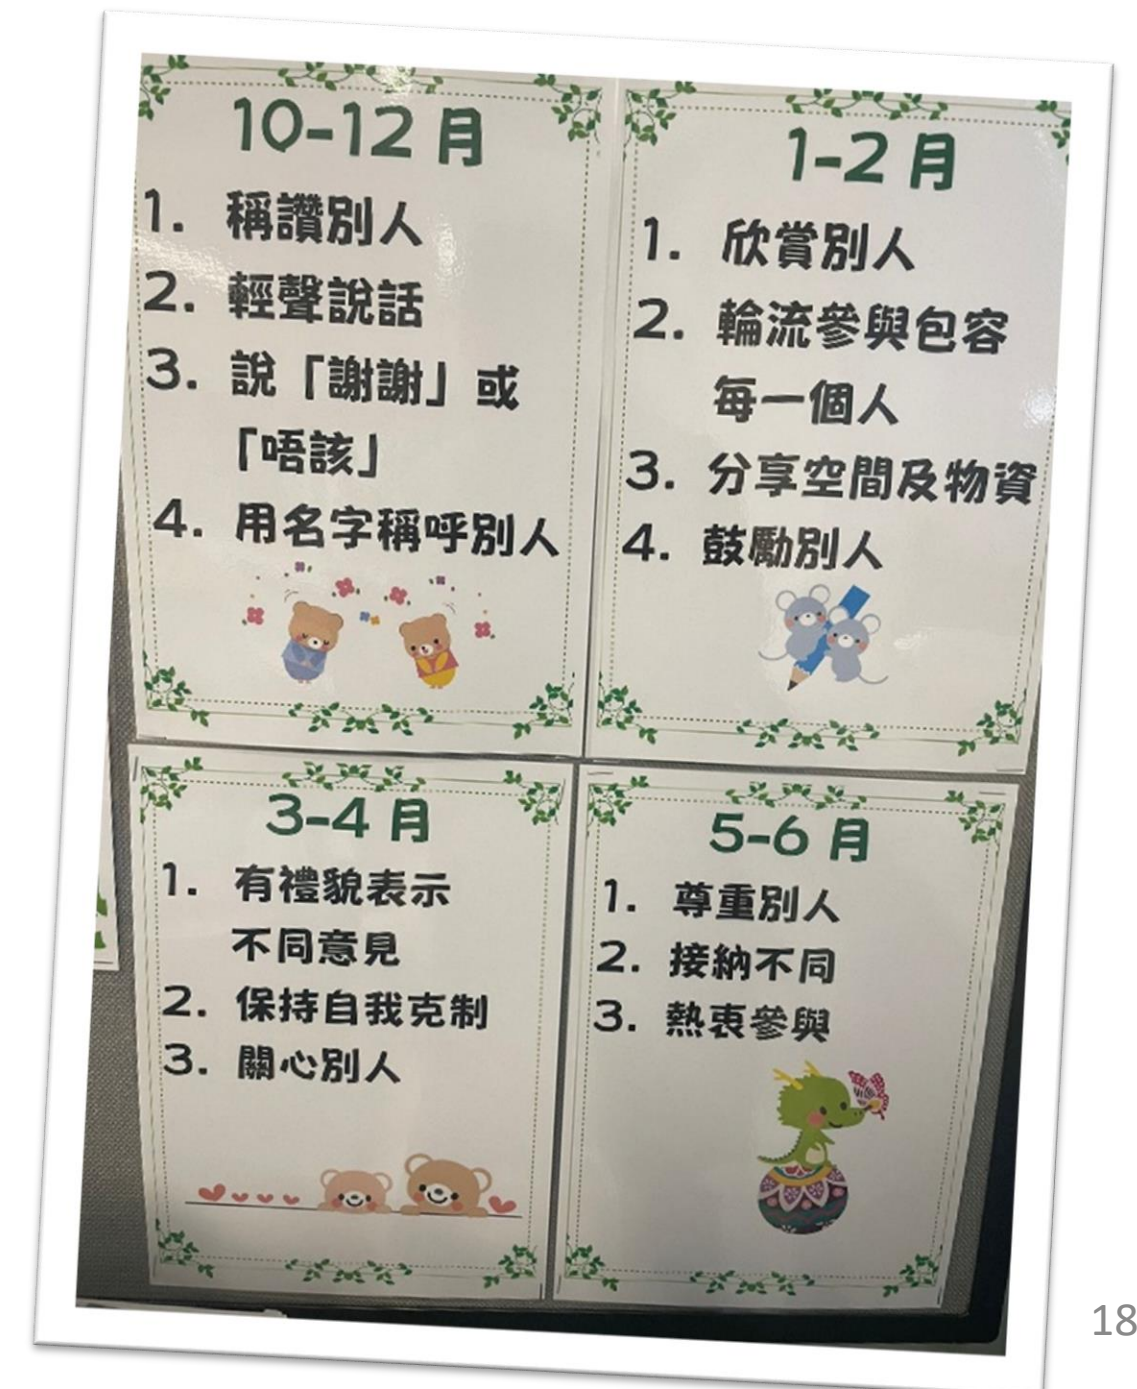 10-12 月
1. 稱讚別人
2. 輕聲說話
3. 說「謝謝」或
「唔該」
4. 用名字稱呼別人
1-2 月
1. 欣賞別人
2. 輪流參與包容
每一個人
3. 分享空間及物資
4. 鼓勵別人
3-4 月
1. 有禮貌表示
不同意見
2. 保持自我克制
3. 關心別人
5-6 月
1. 尊重別人
2. 接納不同
3. 熱衷參與
18